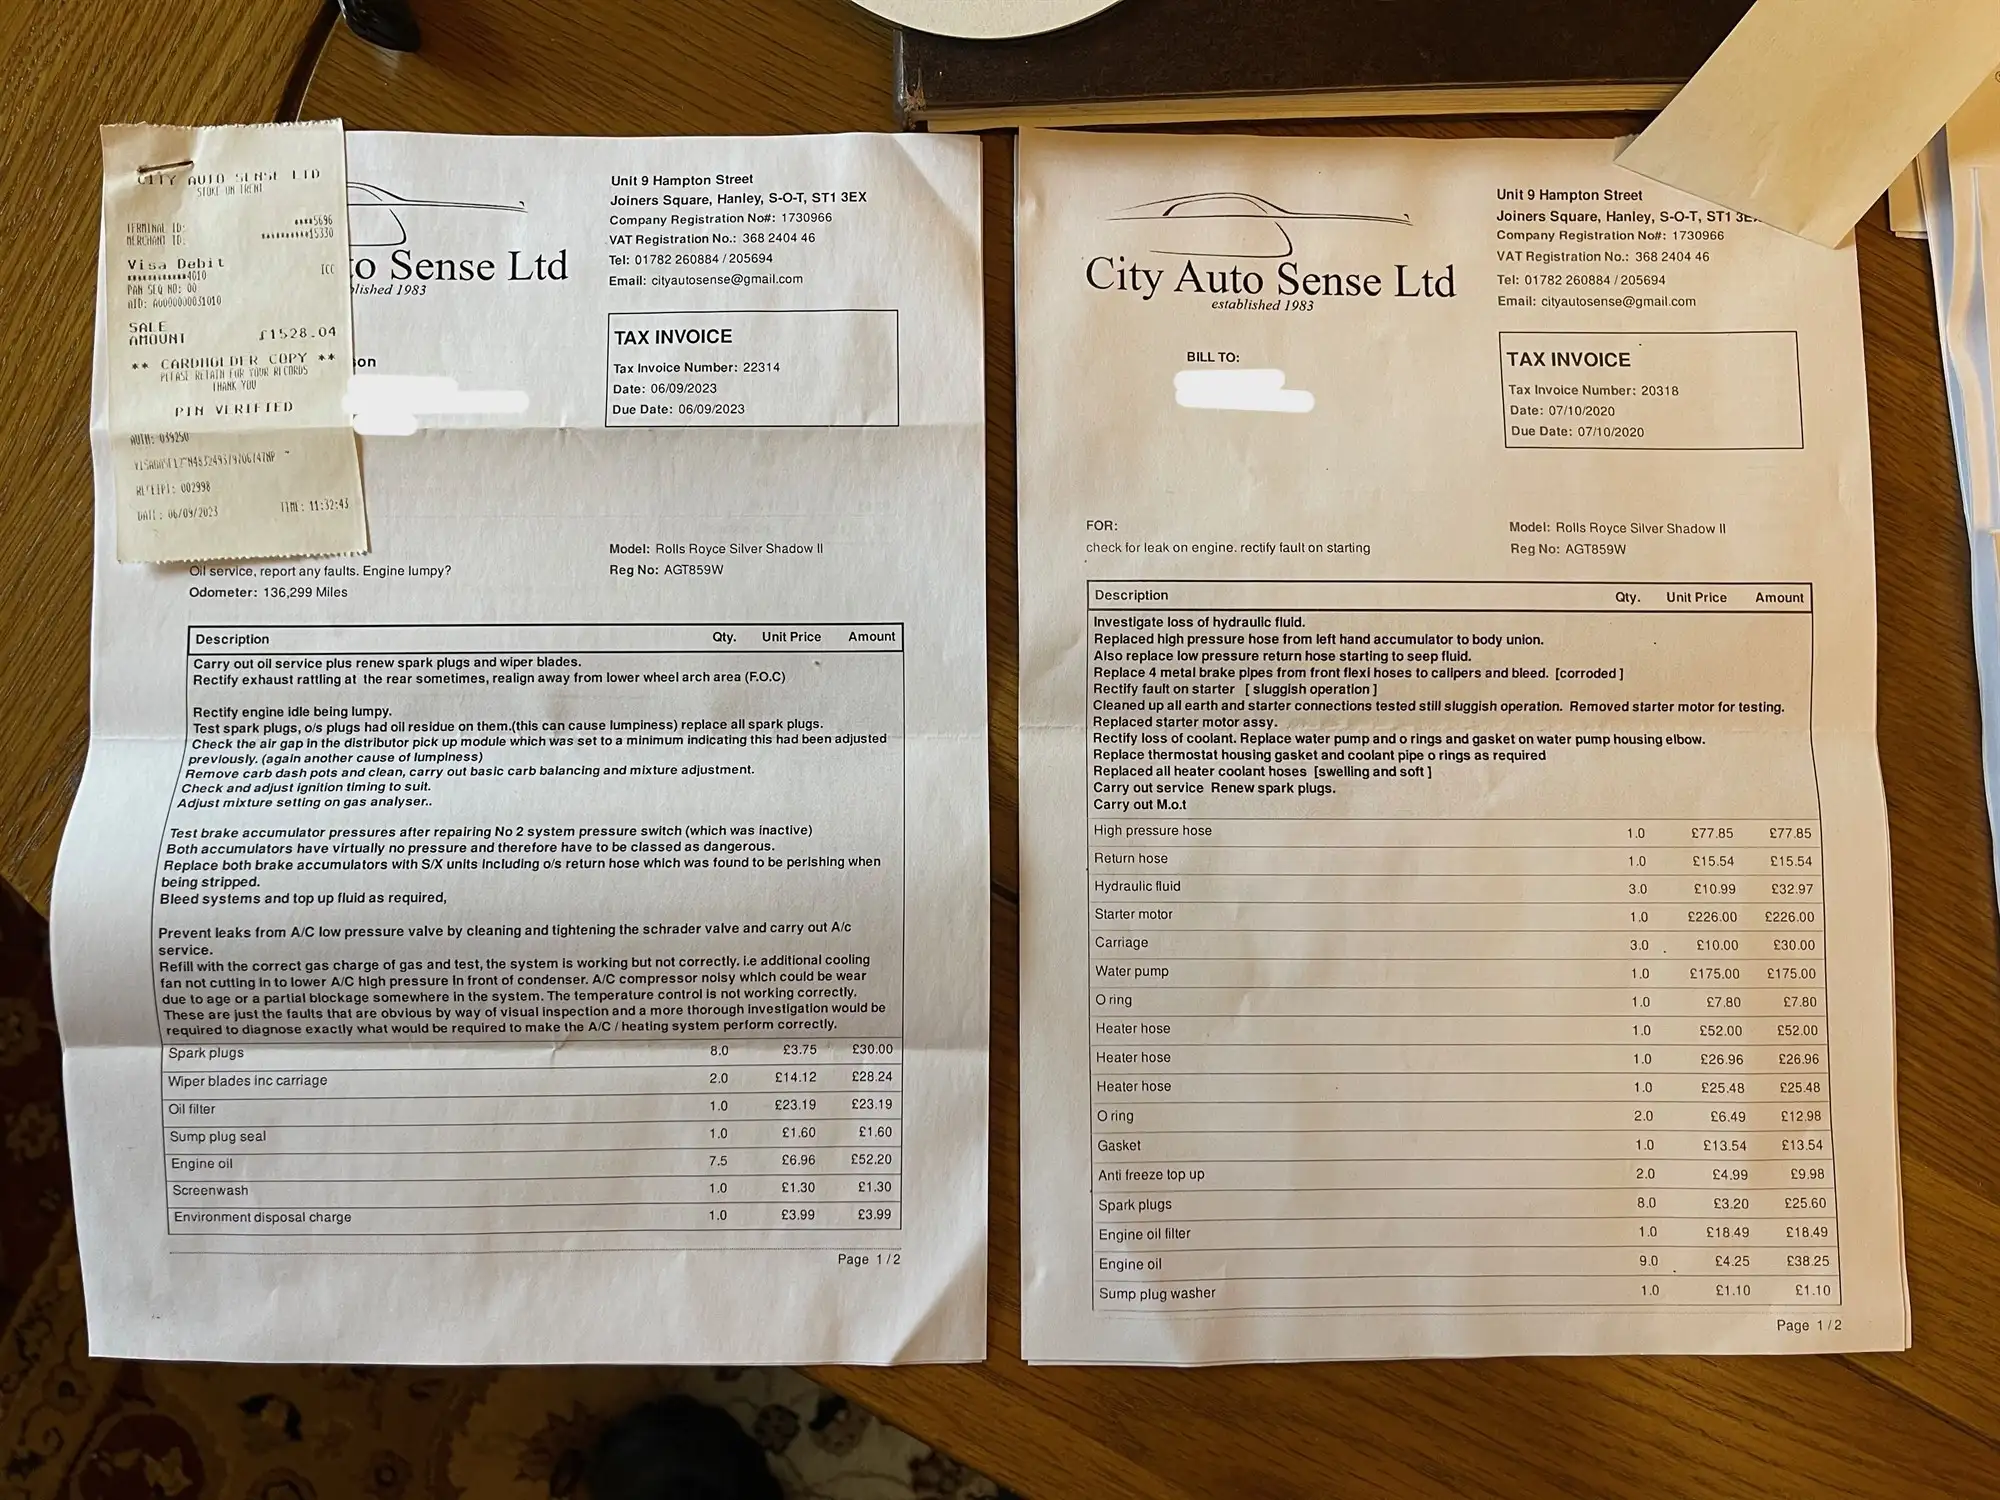 CITY AUTO SENSE LTD
STOKE ON TRENT
TERMINAL ID: ****5696
MERCHANT ID: **********15330
Visa Debit ICC
************4010
PAN SEQ NO: 00
AID: A0000000031010
SALE
AMOUNT £1528.04
** CARDHOLDER COPY **
PLEASE RETAIN FOR YOUR RECORDS
THANK YOU
PIN VERIFIED
AUTH: 039250
RECEIPT: 002998
DATE: 06/09/2023 TIME: 11:32:43
o Sense Ltd
lished 1983
Unit 9 Hampton Street
Joiners Square, Hanley, S-O-T, ST1 3EX
Company Registration No#: 1730966
VAT Registration No.: 368 2404 46
Tel: 01782 260884 / 205694
Email: cityautosense@gmail.com
TAX INVOICE
Tax Invoice Number: 22314
Date: 06/09/2023
Due Date: 06/09/2023
son
Model: Rolls Royce Silver Shadow II
Reg No: AGT859W
Oil service, report any faults. Engine lumpy?
Odometer: 136,299 Miles
Description Qty. Unit Price Amount
Carry out oil service plus renew spark plugs and wiper blades.
Rectify exhaust rattling at the rear sometimes, realign away from lower wheel arch area (F.O.C)
Rectify engine idle being lumpy.
Test spark plugs, o/s plugs had oil residue on them.(this can cause lumpiness) replace all spark plugs.
Check the air gap in the distributor pick up module which was set to a minimum indicating this had been adjusted
previously. (again another cause of lumpiness)
Remove carb dash pots and clean, carry out basic carb balancing and mixture adjustment.
Check and adjust ignition timing to suit.
Adjust mixture setting on gas analyser..
Test brake accumulator pressures after repairing No 2 system pressure switch (which was inactive)
Both accumulators have virtually no pressure and therefore have to be classed as dangerous.
Replace both brake accumulators with S/X units including o/s return hose which was found to be perishing when
being stripped.
Bleed systems and top up fluid as required,
Prevent leaks from A/C low pressure valve by cleaning and tightening the schrader valve and carry out A/c
service.
Refill with the correct gas charge of gas and test, the system is working but not correctly. i.e additional cooling
fan not cutting in to lower A/C high pressure in front of condenser. A/C compressor noisy which could be wear
due to age or a partial blockage somewhere in the system. The temperature control is not working correctly.
These are just the faults that are obvious by way of visual inspection and a more thorough investigation would be
required to diagnose exactly what would be required to make the A/C / heating system perform correctly.
Spark plugs 8.0 £3.75 £30.00
Wiper blades inc carriage 2.0 £14.12 £28.24
Oil filter 1.0 £23.19 £23.19
Sump plug seal 1.0 £1.60 £1.60
Engine oil 7.5 £6.96 £52.20
Screenwash 1.0 £1.30 £1.30
Environment disposal charge 1.0 £3.99 £3.99
Page 1 / 2
City Auto Sense Ltd
established 1983
Unit 9 Hampton Street
Joiners Square, Hanley, S-O-T, ST1 3E
Company Registration No#: 1730966
VAT Registration No.: 368 2404 46
Tel: 01782 260884 / 205694
Email: cityautosense@gmail.com
BILL TO:
TAX INVOICE
Tax Invoice Number: 20318
Date: 07/10/2020
Due Date: 07/10/2020
FOR:
check for leak on engine. rectify fault on starting
Model: Rolls Royce Silver Shadow II
Reg No: AGT859W
Description Qty. Unit Price Amount
Investigate loss of hydraulic fluid.
Replaced high pressure hose from left hand accumulator to body union.
Also replace low pressure return hose starting to seep fluid.
Replace 4 metal brake pipes from front flexi hoses to calipers and bleed. [corroded ]
Rectify fault on starter [ sluggish operation ]
Cleaned up all earth and starter connections tested still sluggish operation. Removed starter motor for testing.
Replaced starter motor assy.
Rectify loss of coolant. Replace water pump and o rings and gasket on water pump housing elbow.
Replace thermostat housing gasket and coolant pipe o rings as required
Replaced all heater coolant hoses [swelling and soft ]
Carry out service Renew spark plugs.
Carry out M.o.t
High pressure hose 1.0 £77.85 £77.85
Return hose 1.0 £15.54 £15.54
Hydraulic fluid 3.0 £10.99 £32.97
Starter motor 1.0 £226.00 £226.00
Carriage 3.0 £10.00 £30.00
Water pump 1.0 £175.00 £175.00
O ring 1.0 £7.80 £7.80
Heater hose 1.0 £52.00 £52.00
Heater hose 1.0 £26.96 £26.96
Heater hose 1.0 £25.48 £25.48
O ring 2.0 £6.49 £12.98
Gasket 1.0 £13.54 £13.54
Anti freeze top up 2.0 £4.99 £9.98
Spark plugs 8.0 £3.20 £25.60
Engine oil filter 1.0 £18.49 £18.49
Engine oil 9.0 £4.25 £38.25
Sump plug washer 1.0 £1.10 £1.10
Page 1 / 2